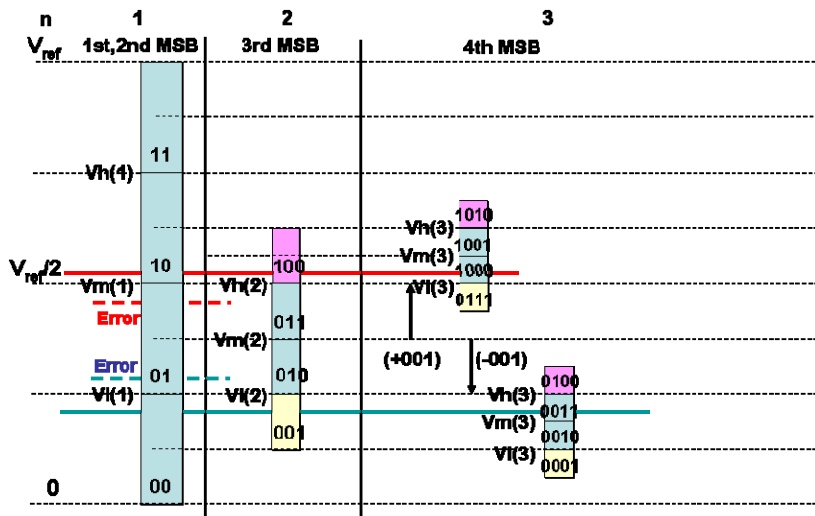 n 1 2 3
Vref 1st,2nd MSB 3rd MSB 4th MSB
11
Vh(1)
1010
Vh(3)
1001
Vm(3)
Vref/2 10 100 1000
Vm(1) Vh(2) Vl(3)
0111
Error
011
Vm(2) (+001) (-001)
Error 01 010 0100
Vl(1) Vl(2) Vh(3)
0011
Vm(3)
001 0010
Vl(3)
0 00 0001